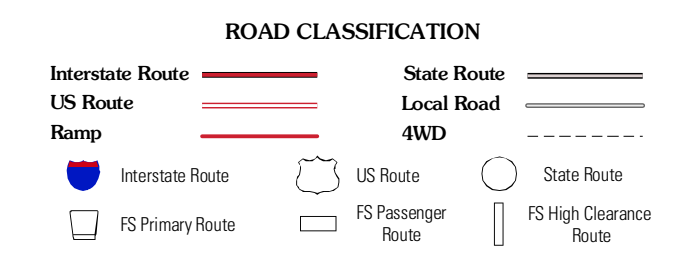 ROAD CLASSIFICATION
Interstate Route
State Route
US Route
Local Road
Ramp
4WD
Interstate Route
US Route
State Route
FS Primary Route
FS Passenger
Route
FS High Clearance
Route